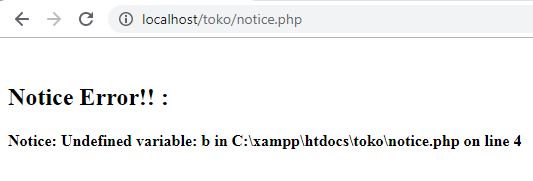 localhost/toko/notice.php
Notice Error!! :
Notice: Undefined variable: b in C:\xampp\htdocs\toko\notice.php on line 4